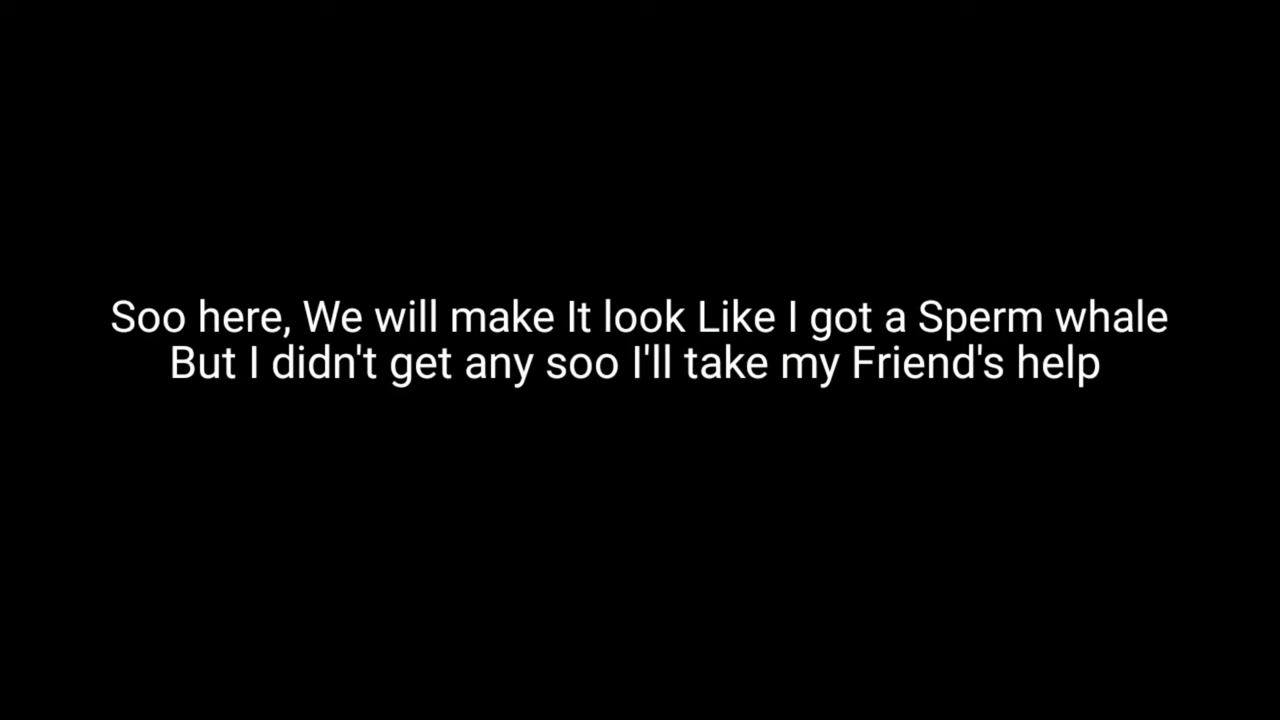 Soo here, We will make It look Like I got a Sperm whale
But I didn't get any soo I'll take my Friend's help